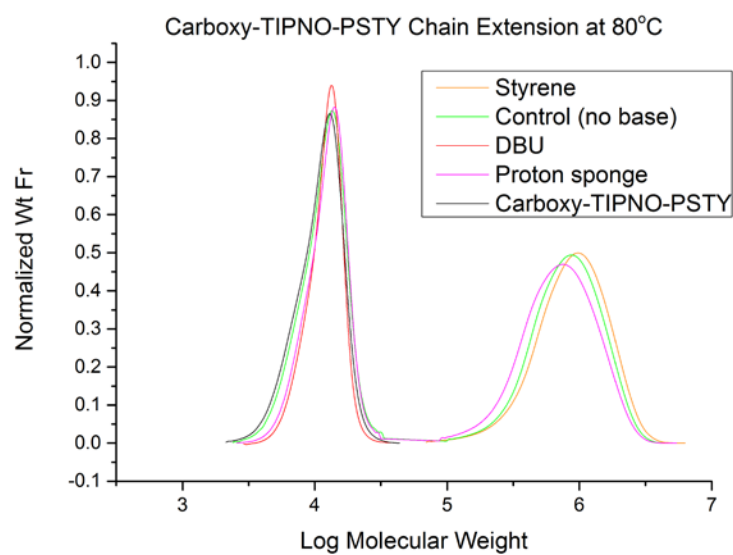 Carboxy-TIPNO-PSTY Chain Extension at 80°C
1.0
0.9
0.8
0.7
0.6
0.5
0.4
0.3
0.2
0.1
0.0
-0.1
Normalized Wt Fr
Styrene
Control (no base)
DBU
Proton sponge
Carboxy-TIPNO-PSTY
3 4 5 6 7
Log Molecular Weight